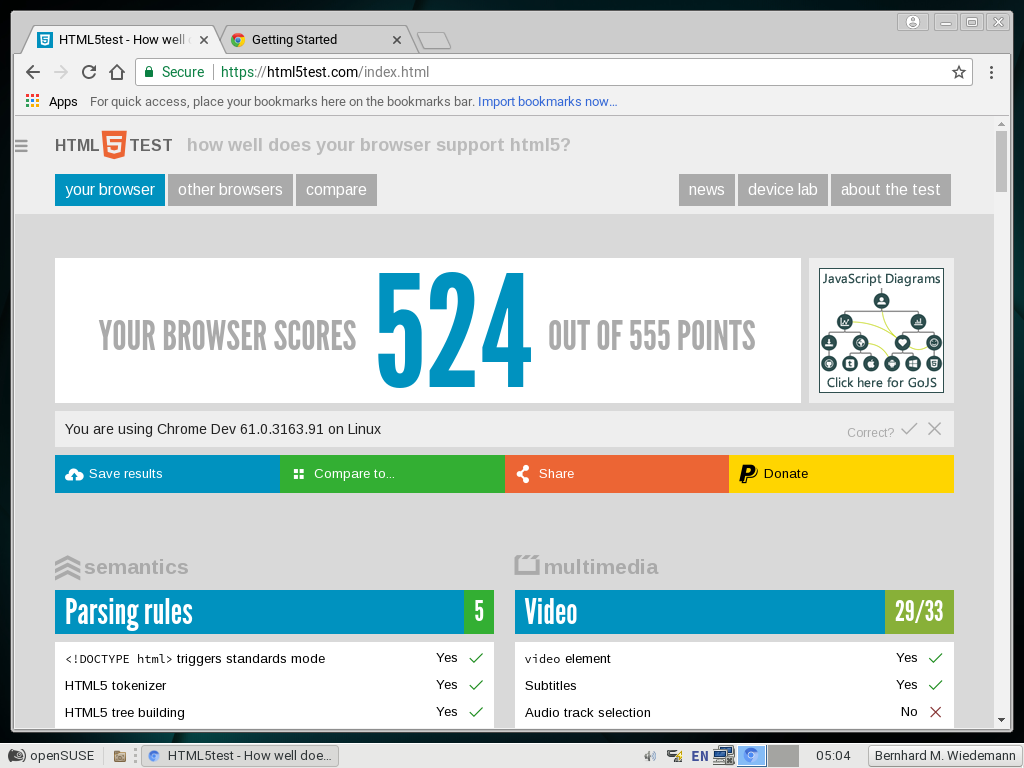 HTML5test - How well
Getting Started
Secure
https://html5test.com/index.html
Apps
For quick access, place your bookmarks here on the bookmarks bar. Import bookmarks now...
HTML 5 TEST how well does your browser support html5?
your browser other browsers compare news device lab about the test
YOUR BROWSER SCORES 524 OUT OF 555 POINTS
JavaScript Diagrams
Click here for GoJS
You are using Chrome Dev 61.0.3163.91 on Linux
Correct?
Save results Compare to... Share Donate
semantics
Parsing rules 5
<!DOCTYPE html> triggers standards mode Yes
HTML5 tokenizer Yes
HTML5 tree building Yes
multimedia
Video 29/33
video element Yes
Subtitles Yes
Audio track selection No
openSUSE HTML5test - How well doe... EN 05:04 Bernhard M. Wiedemann